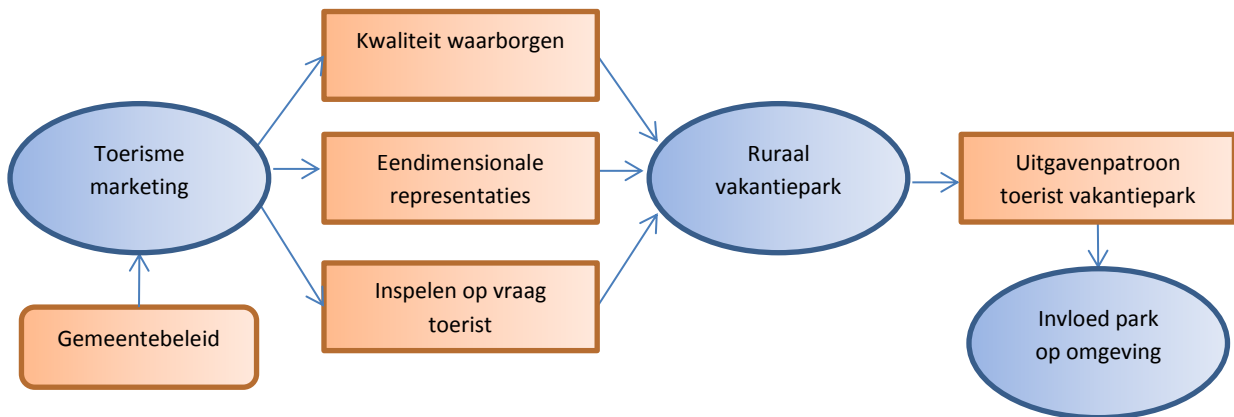 Kwaliteit waarborgen
Toerisme
marketing
Eendimensionale
representaties
Ruraal
vakantiepark
Uitgavenpatroon
toerist vakantiepark
Inspelen op vraag
toerist
Gemeentebeleid
Invloed park
op omgeving